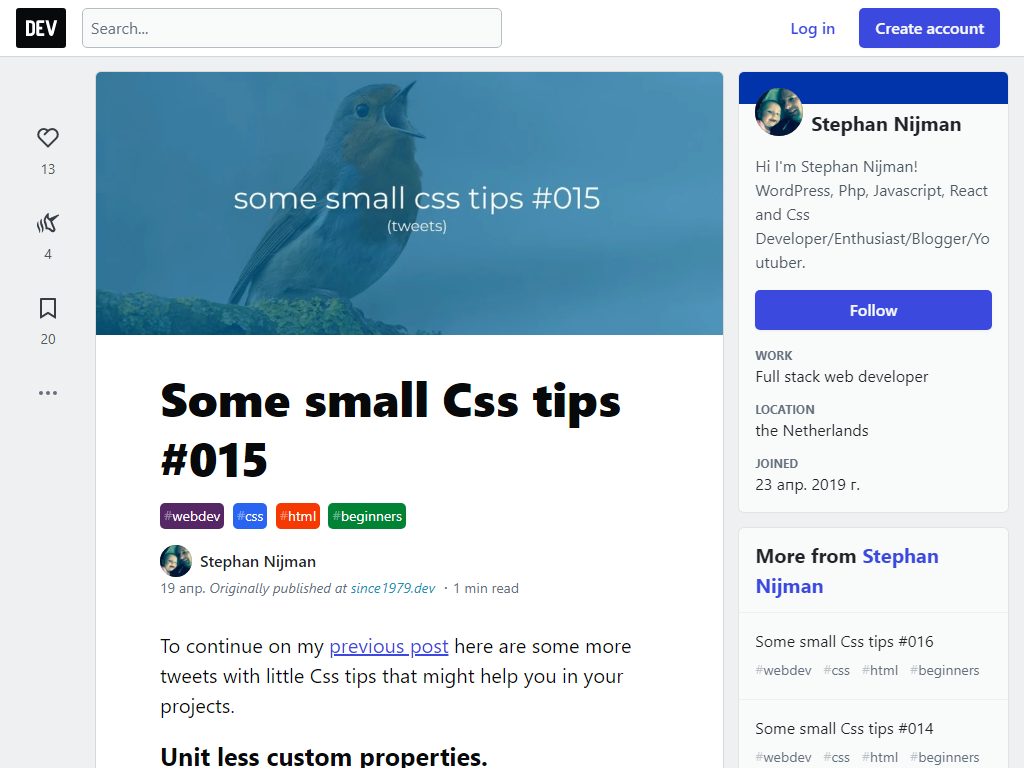 DEV
Search...
Log in
Create account
13
4
20
some small css tips #015
(tweets)
Some small Css tips
#015
#webdev #css #html #beginners
Stephan Nijman
19 апр. Originally published at since1979.dev ・1 min read
To continue on my previous post here are some more
tweets with little Css tips that might help you in your
projects.
Unit less custom properties.
Stephan Nijman
Hi I'm Stephan Nijman!
WordPress, Php, Javascript, React
and Css
Developer/Enthusiast/Blogger/Yo
utuber.
Follow
WORK
Full stack web developer
LOCATION
the Netherlands
JOINED
23 апр. 2019 г.
More from Stephan
Nijman
Some small Css tips #016
#webdev #css #html #beginners
Some small Css tips #014
#webdev #css #html #beginners